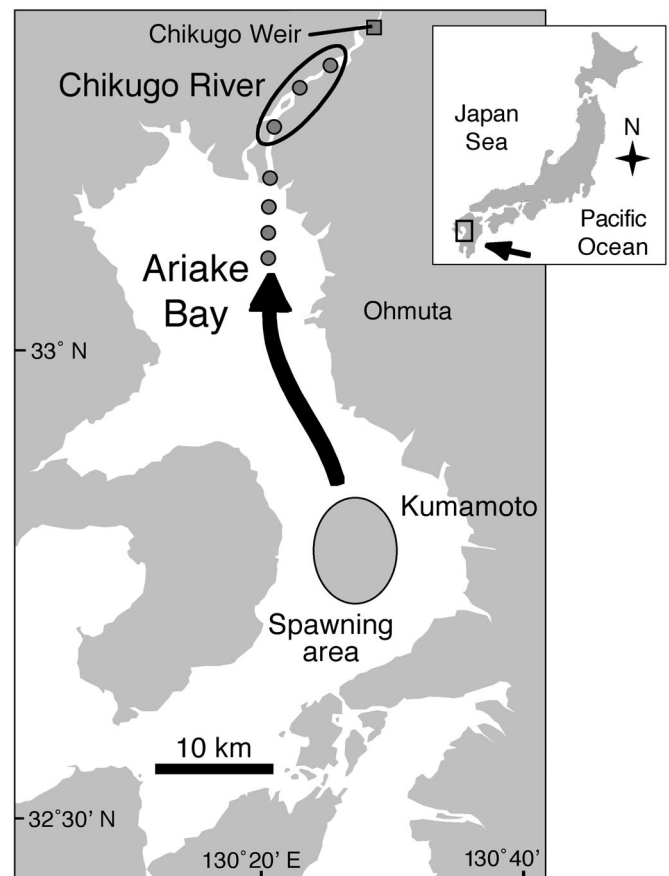 Chikugo Weir
Chikugo River
Japan
Sea
N
Pacific
Ocean
Ariake
Bay
Ohmuta
33˚ N
Kumamoto
Spawning
area
10 km
32˚30’ N
130˚20’ E
130˚40’